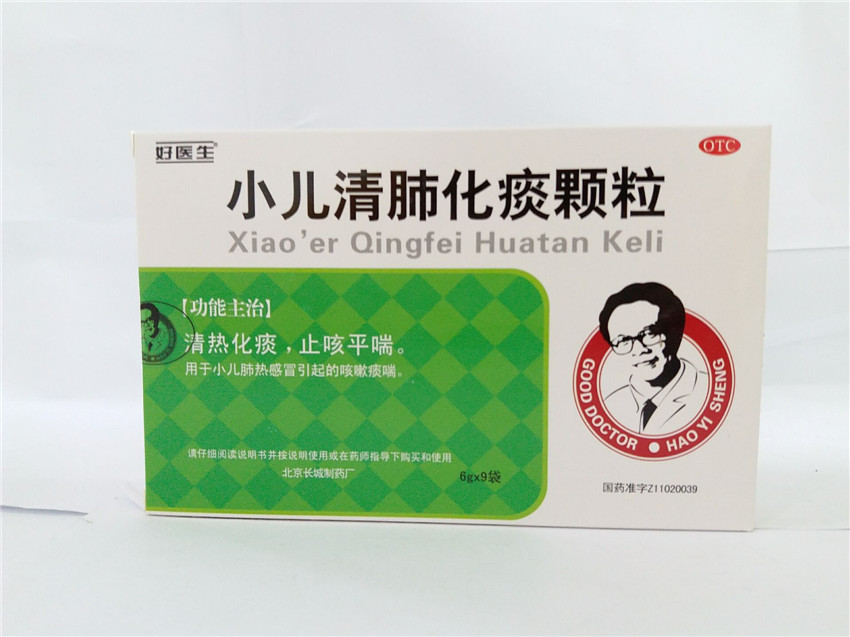 好医生®
OTC
小儿清肺化痰颗粒
Xiao'er Qingfei Huatan Keli
【功能主治】
清热化痰，止咳平喘。
用于小儿肺热感冒引起的咳嗽痰喘。
请仔细阅读说明书并按说明使用或在药师指导下购买和使用
北京长城制药厂
6gx9袋
GOOD DOCTOR • HAO YI SHENG
国药准字Z11020039